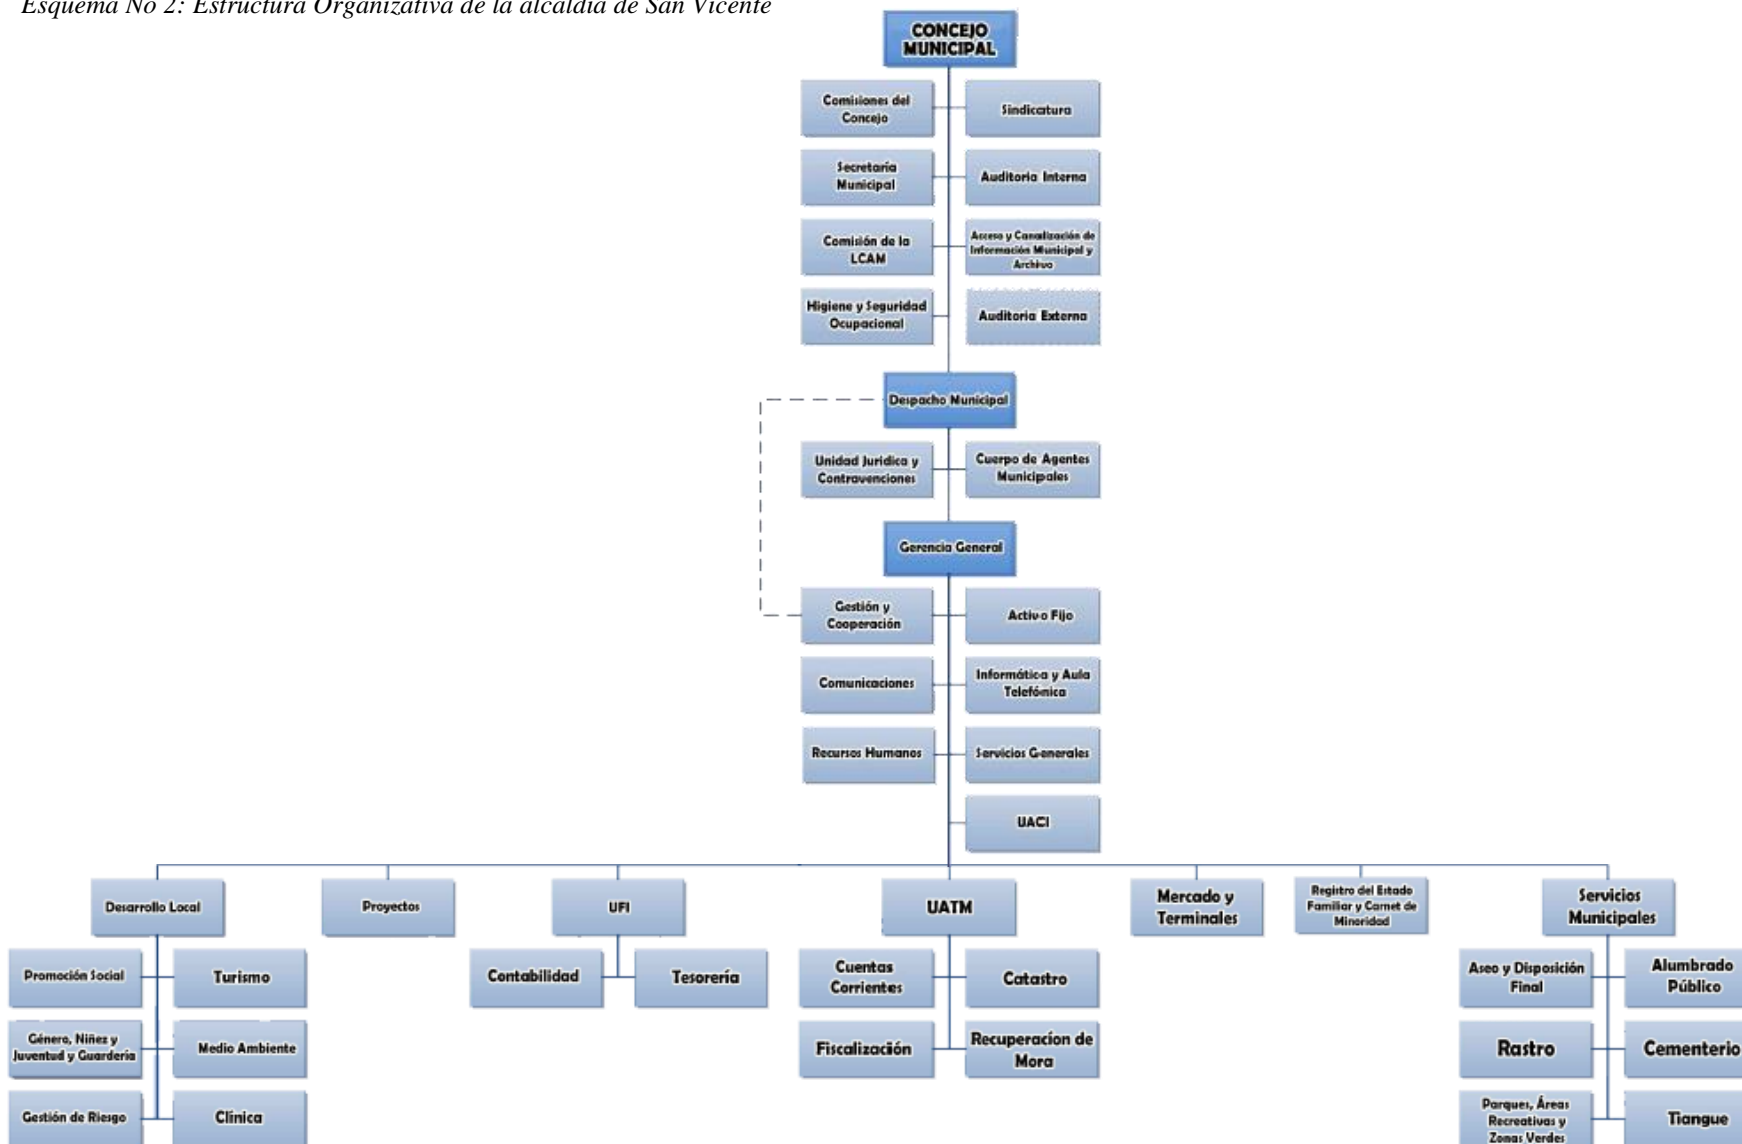 Esquema No 2: Estructura Organizativa de la alcaldía de San Vicente
CONCEJO
MUNICIPAL
Comisiones del
Concejo
Sindicatura
Secretaría
Municipal
Auditoria Interna
Comisión de la
LCAM
Acceso y Canalización de
Información Municipal y
Archivo
Higiene y Seguridad
Ocupacional
Auditoria Externa
Despacho Municipal
Unidad Jurídica y
Contravenciones
Cuerpo de Agentes
Municipales
Gerencia General
Gestión y
Cooperación
Activo Fijo
Comunicaciones
Informática y Aula
Telefónica
Recursos Humanos
Servicios Generales
UACI
Desarrollo Local
Proyectos
UFI
UATM
Mercado y
Terminales
Registro del Estado
Familiar y Carnet de
Minoridad
Servicios
Municipales
Promoción Social
Turismo
Contabilidad
Tesorería
Cuentas
Corrientes
Catastro
Aseo y Disposición
Final
Alumbrado
Público
Género, Niñez y
Juventud y Guardería
Medio Ambiente
Fiscalización
Recuperacion de
Mora
Rastro
Cementerio
Gestión de Riesgo
Clínica
Parques, Áreas
Recreativas y
Zonas Verdes
Tiangue